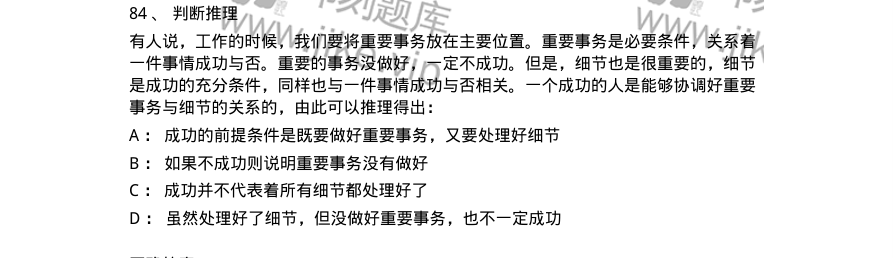 84 、 判断推理
有人说，工作的时候，我们要将重要事务放在主要位置。重要事务是必要条件，关系着
一件事情成功与否。重要的事务没做好，一定不成功。但是，细节也是很重要的，细节
是成功的充分条件，同样也与一件事情成功与否相关。一个成功的人是能够协调好重要
事务与细节的关系的，由此可以推理得出：
A ： 成功的前提条件是既要做好重要事务，又要处理好细节
B ： 如果不成功则说明重要事务没有做好
C ： 成功并不代表着所有细节都处理好了
D ： 虽然处理好了细节，但没做好重要事务，也不一定成功